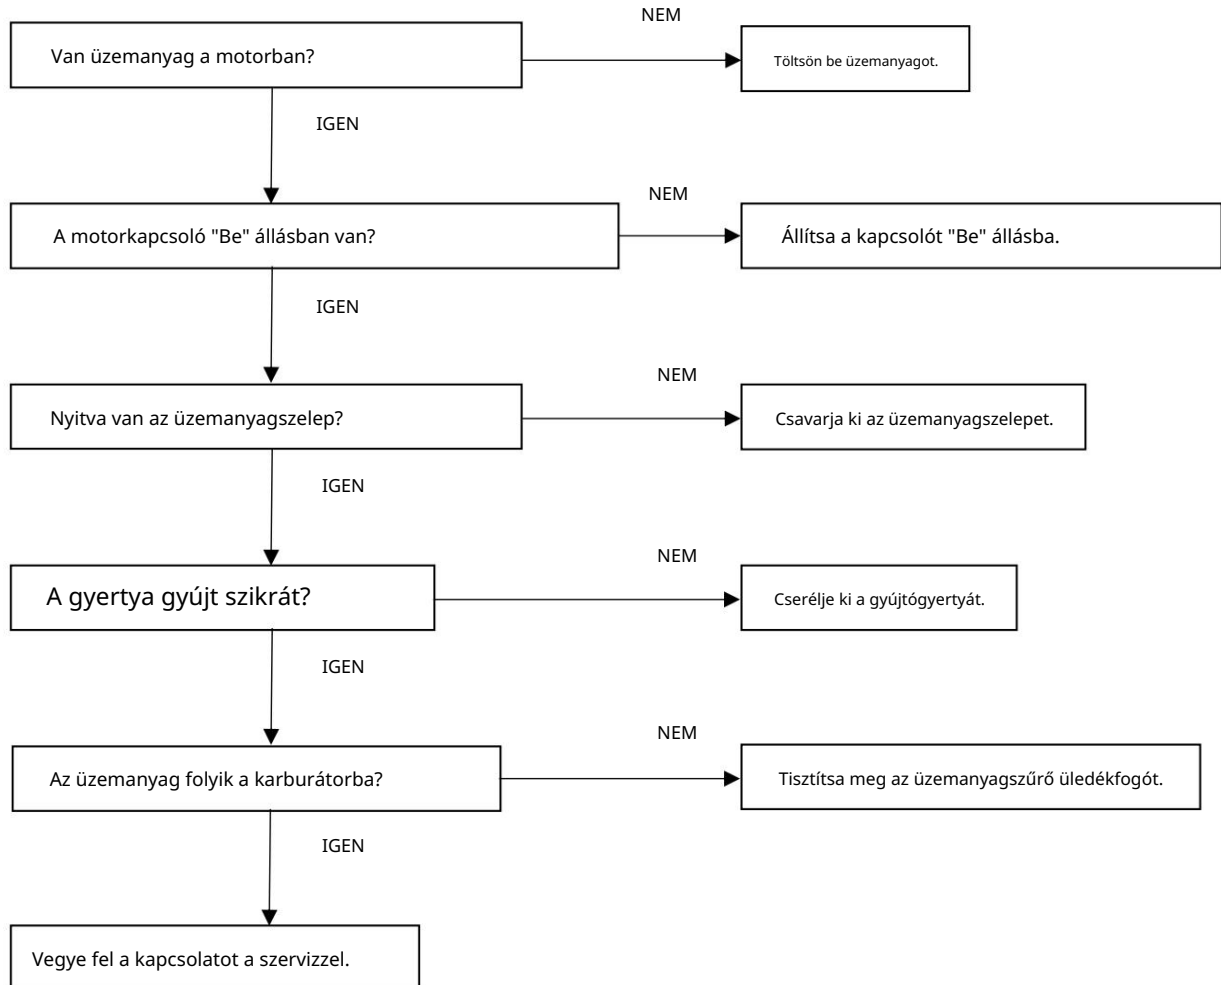 NEM
Van üzemanyag a motorban?
Töltsön be üzemanyagot.
IGEN
NEM
A motorkapcsoló "Be" állásban van?
Állítsa a kapcsolót "Be" állásba.
IGEN
NEM
Nyitva van az üzemanyagszelep?
Csavarja ki az üzemanyagszelepet.
IGEN
NEM
A gyertya gyújt szikrát?
Cserélje ki a gyújtógyertyát.
IGEN
NEM
Az üzemanyag folyik a karburátorba?
Tisztítsa meg az üzemanyagszűrő üledékfogót.
IGEN
Vegye fel a kapcsolatot a szervizzel.